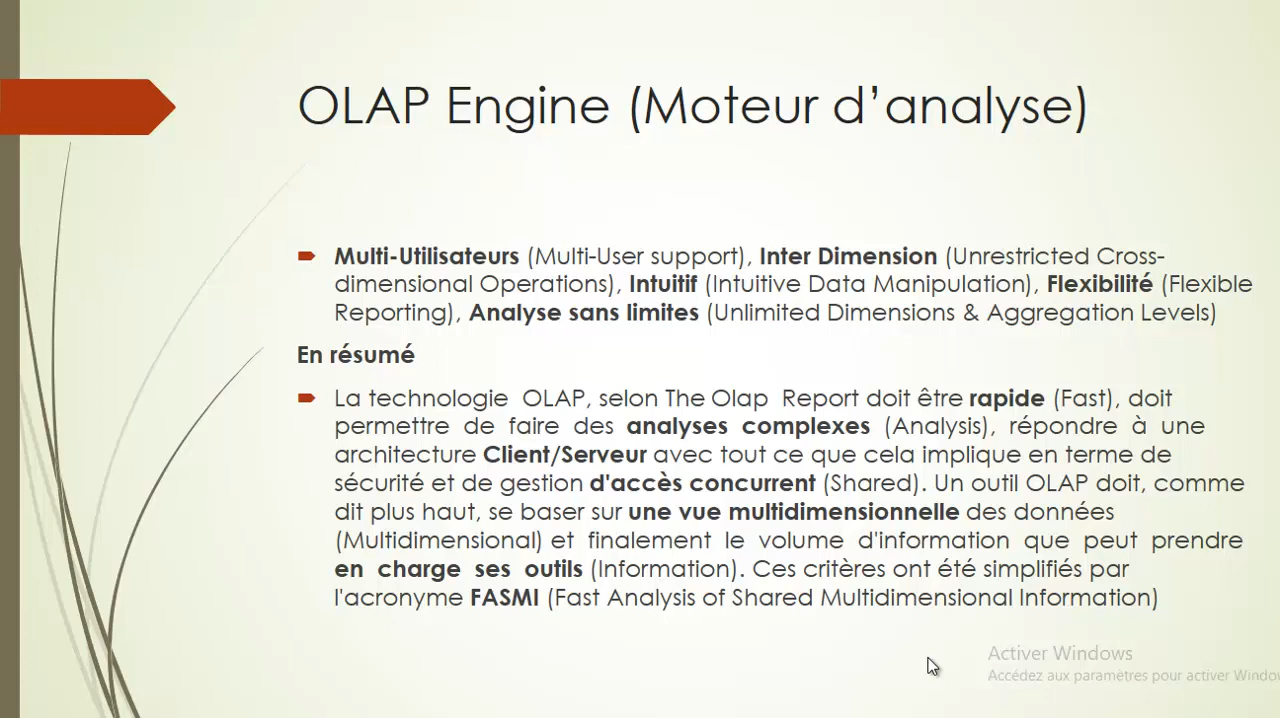 OLAP Engine (Moteur d’analyse)
Multi-Utilisateurs (Multi-User support), Inter Dimension (Unrestricted Cross-
dimensional Operations), Intuitif (Intuitive Data Manipulation), Flexibilité (Flexible
Reporting), Analyse sans limites (Unlimited Dimensions & Aggregation Levels)
En résumé
La technologie OLAP, selon The Olap Report doit être rapide (Fast), doit
permettre de faire des analyses complexes (Analysis), répondre à une
architecture Client/Serveur avec tout ce que cela implique en terme de
sécurité et de gestion d'accès concurrent (Shared). Un outil OLAP doit, comme
dit plus haut, se baser sur une vue multidimensionnelle des données
(Multidimensional) et finalement le volume d'information que peut prendre
en charge ses outils (Information). Ces critères ont été simplifiés par
l'acronyme FASMI (Fast Analysis of Shared Multidimensional Information)
Activer Windows
Accédez aux paramètres pour activer Windo